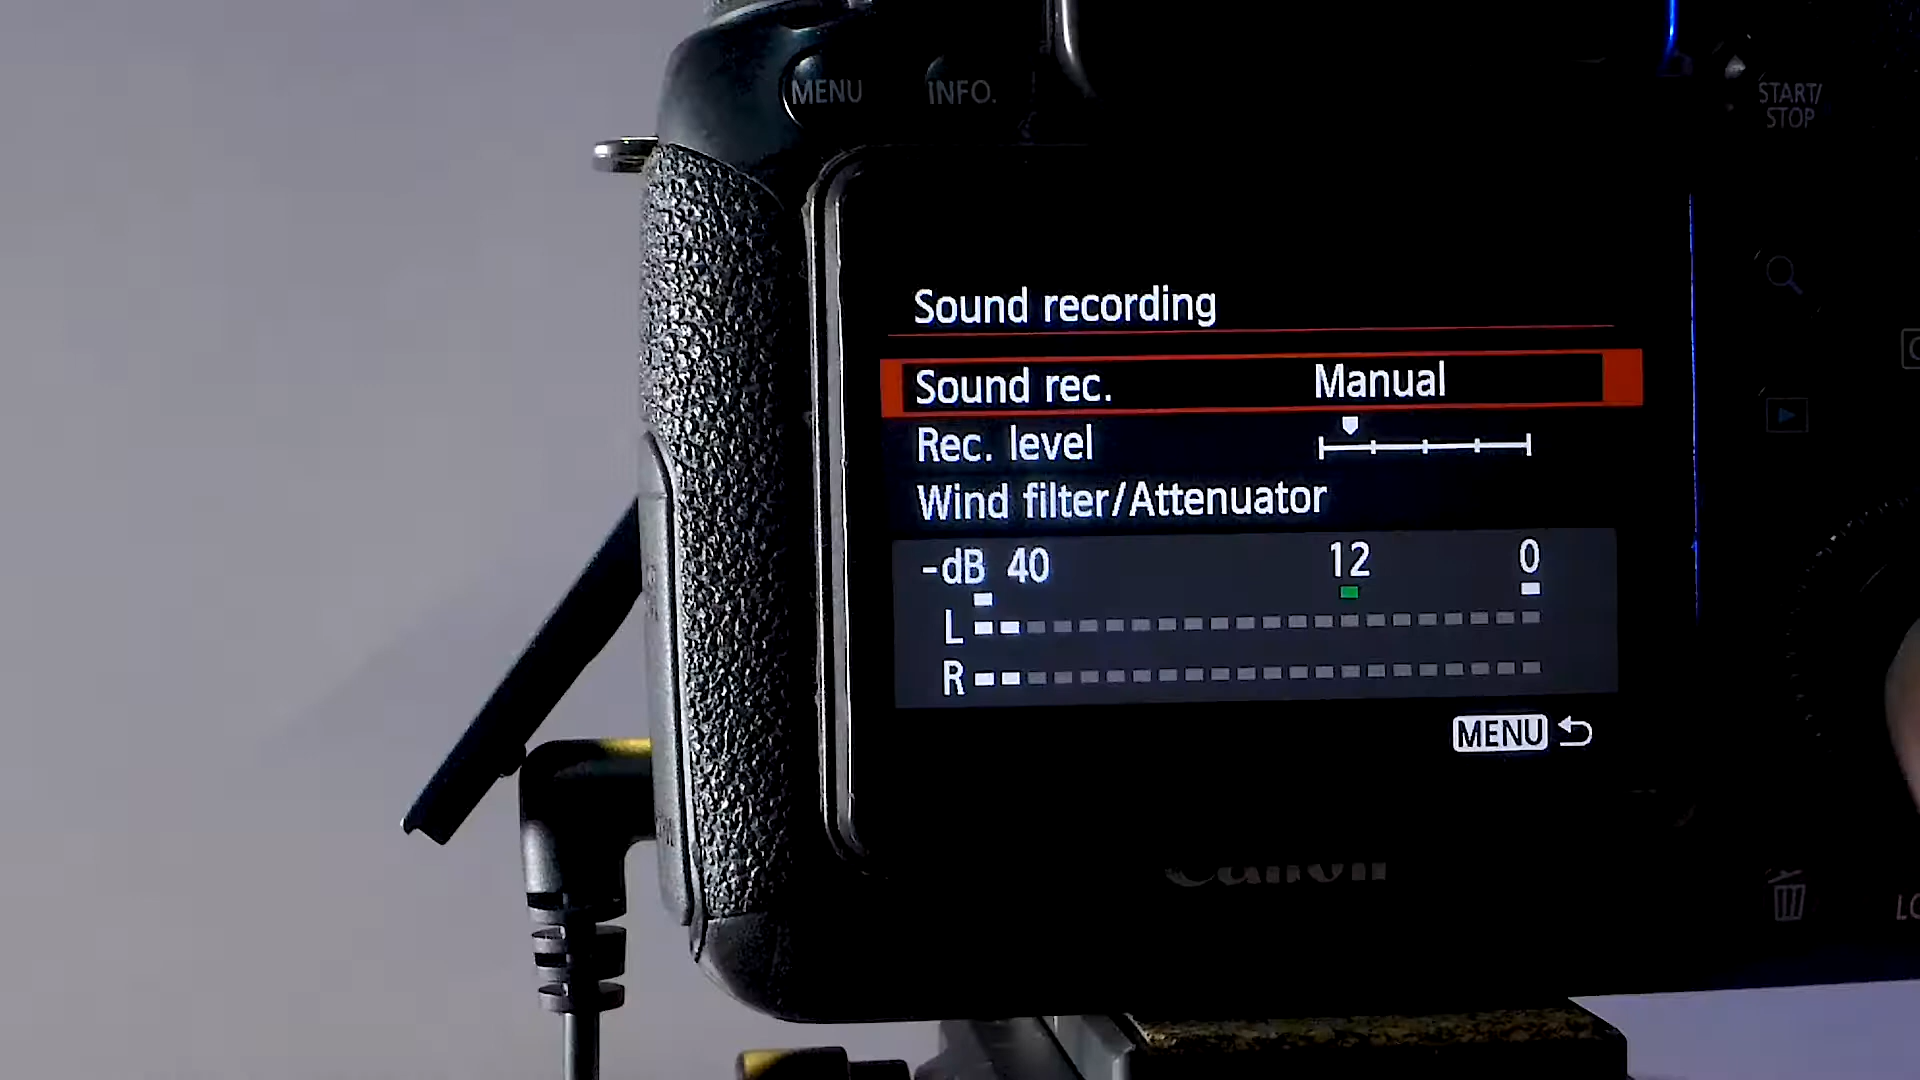 MENU INFO.
START/
STOP
Sound recording
Sound rec. Manual
Rec. level
Wind filter/Attenuator
-dB 40 12 0
L
R
MENU
Canon